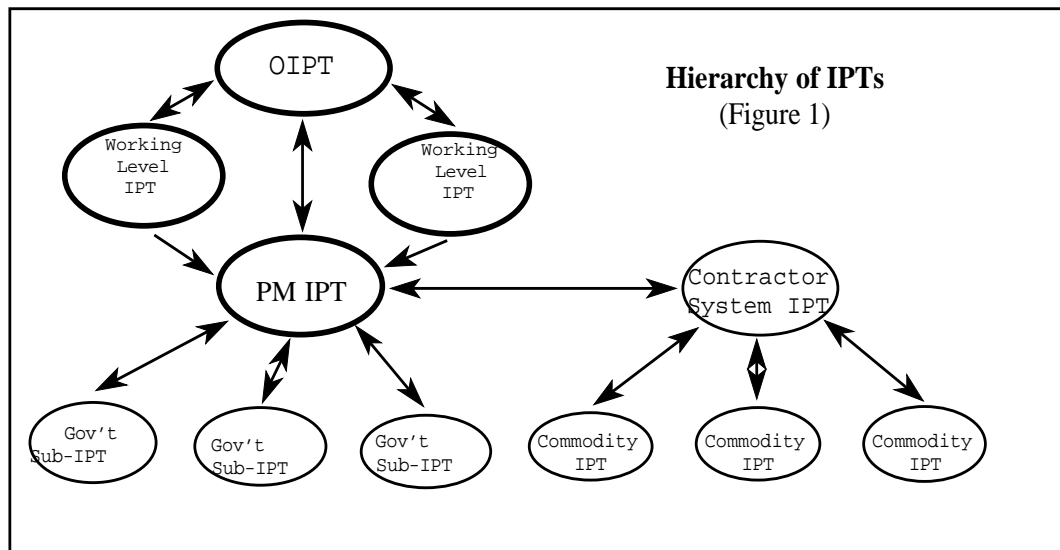 OIPT
Hierarchy of IPTs
(Figure 1)
Working
Level
IPT
Working
Level
IPT
PM IPT
Contractor
System IPT
Gov't
Sub-IPT
Gov't
Sub-IPT
Gov't
Sub-IPT
Commodity
IPT
Commodity
IPT
Commodity
IPT